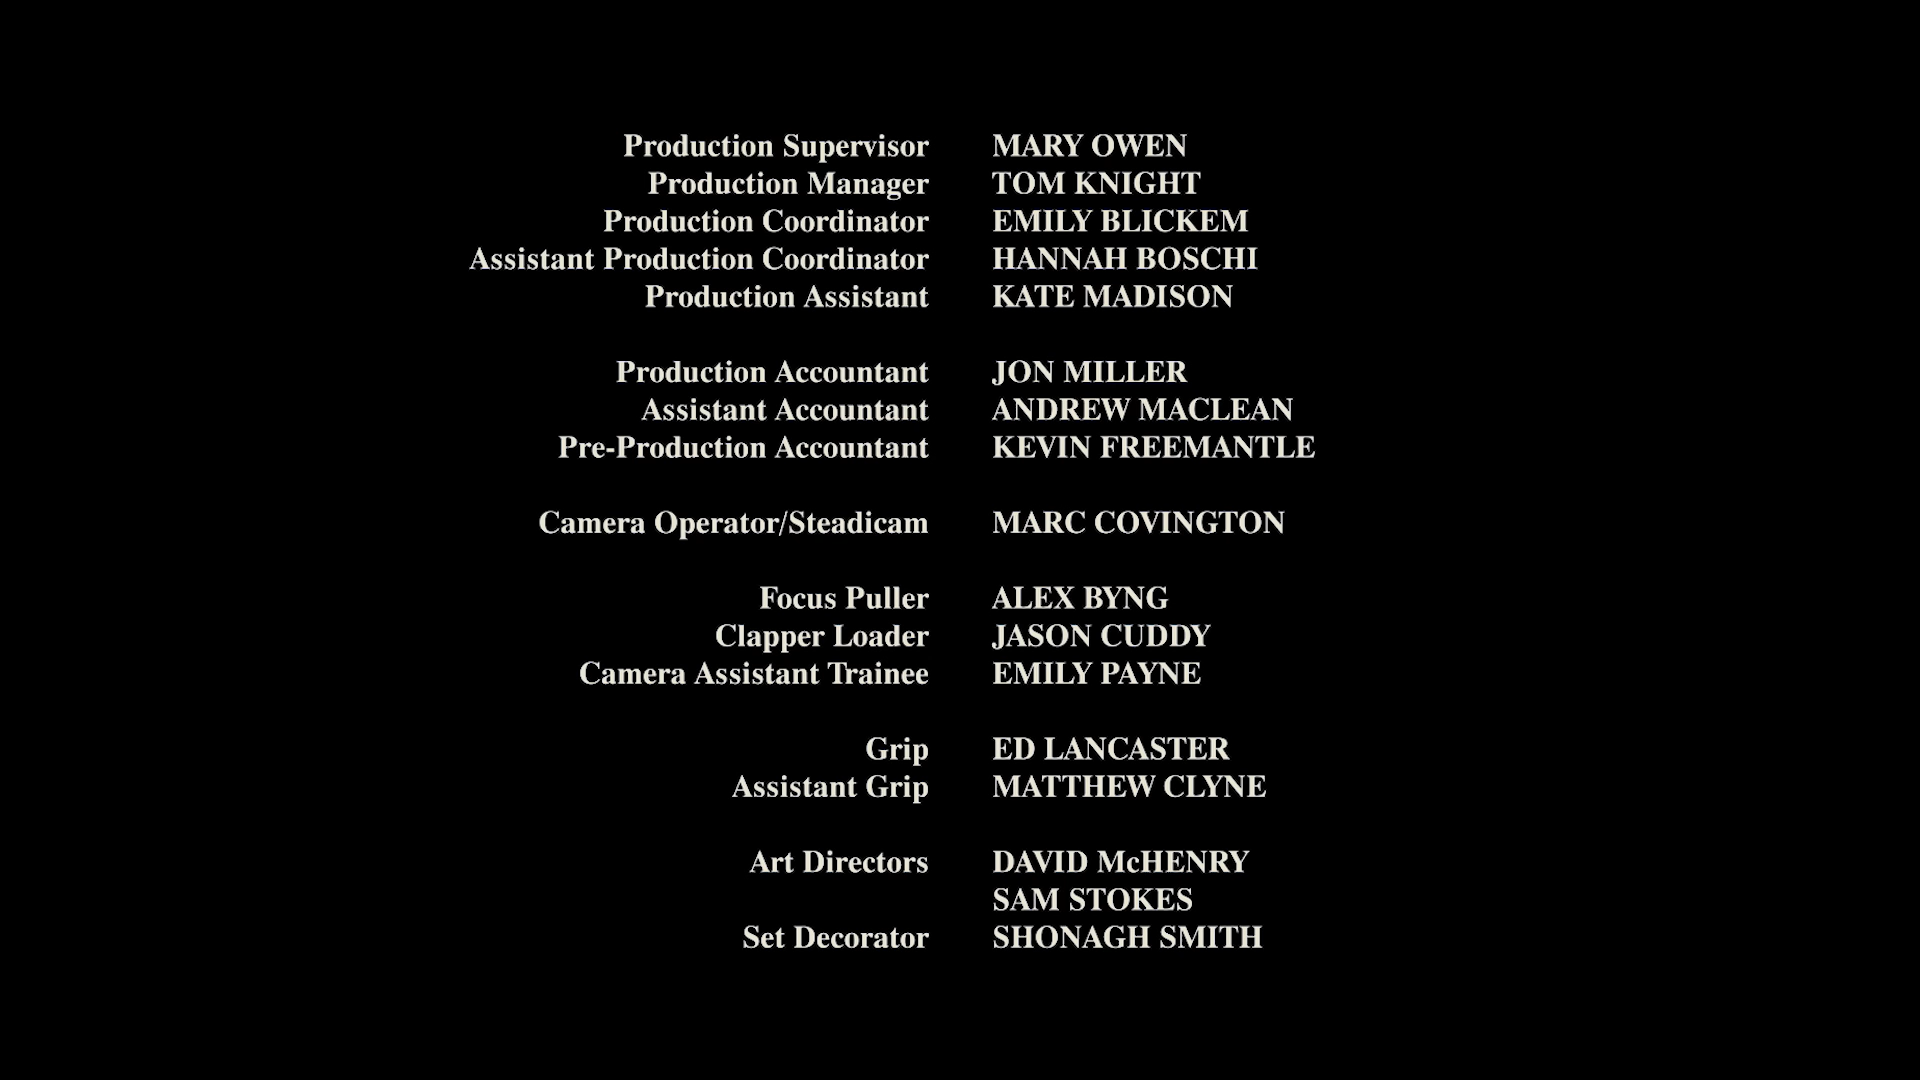 Production Supervisor MARY OWEN
Production Manager TOM KNIGHT
Production Coordinator EMILY BLICKEM
Assistant Production Coordinator HANNAH BOSCHI
Production Assistant KATE MADISON
Production Accountant JON MILLER
Assistant Accountant ANDREW MACLEAN
Pre-Production Accountant KEVIN FREEMANTLE
Camera Operator/Steadicam MARC COVINGTON
Focus Puller ALEX BYNG
Clapper Loader JASON CUDDY
Camera Assistant Trainee EMILY PAYNE
Grip ED LANCASTER
Assistant Grip MATTHEW CLYNE
Art Directors DAVID McHENRY
SAM STOKES
Set Decorator SHONAGH SMITH